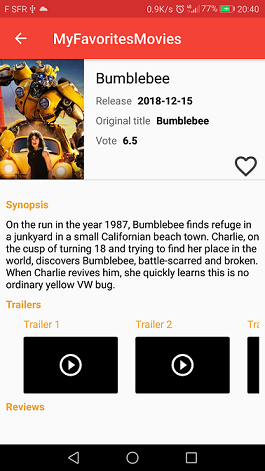 F SFR 0.9K/s 4G 77% 20:40
MyFavoritesMovies
Bumblebee
Release 2018-12-15
Original title Bumblebee
Vote 6.5
Synopsis
On the run in the year 1987, Bumblebee finds refuge in
a junkyard in a small Californian beach town. Charlie, on
the cusp of turning 18 and trying to find her place in the
world, discovers Bumblebee, battle-scarred and broken.
When Charlie revives him, she quickly learns this is no
ordinary yellow VW bug.
Trailers
Trailer 1 Trailer 2 Tra
Reviews